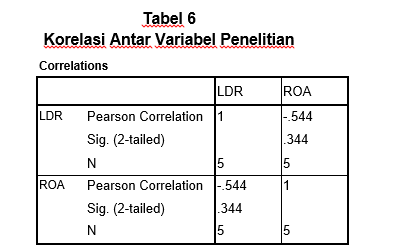 Tabel 6
Korelasi Antar Variabel Penelitian
Correlations
LDR ROA
LDR Pearson Correlation 1 -.544
Sig. (2-tailed) .344
N 5 5
ROA Pearson Correlation -.544 1
Sig. (2-tailed) .344
N 5 5